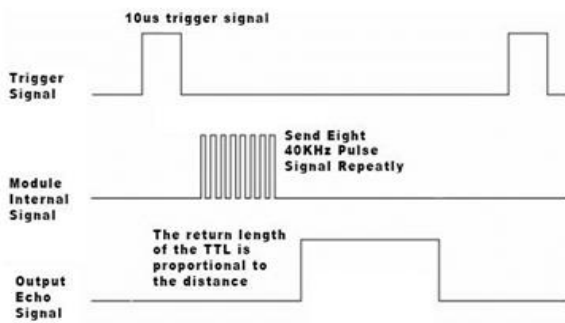 10us trigger signal
Trigger
Signal
Send Eight
40KHz Pulse
Signal Repeatly
Module
Internal
Signal
The return length
of the TTL is
proportional to
the distance
Output
Echo
Signal